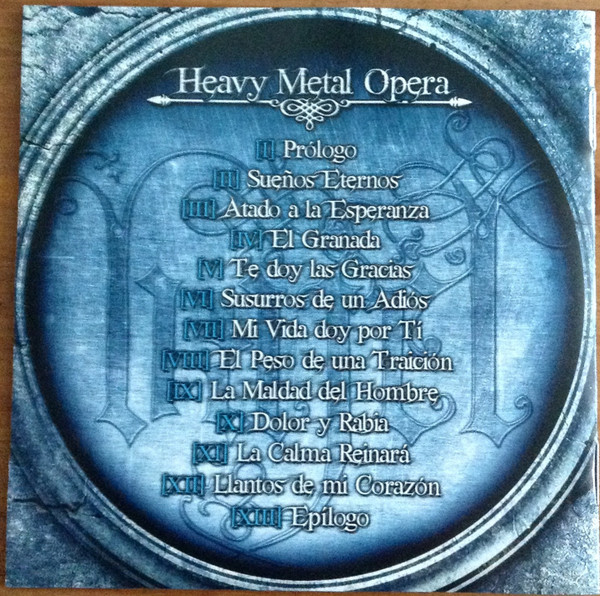 Heavy Metal Opera
[I] Prólogo
[II] Sueños Eternos
[III] Atado a la Esperanza
[IV] El Granada
[V] Te doy las Gracias
[VI] Susurros de un Adiós
[VII] Mi Vida doy por Tí
[VIII] El Peso de una Traición
[IX] La Maldad del Hombre
[X] Dolor y Rabia
[XI] La Calma Reinará
[XII] Llantos de mi Corazón
[XIII] Epílogo